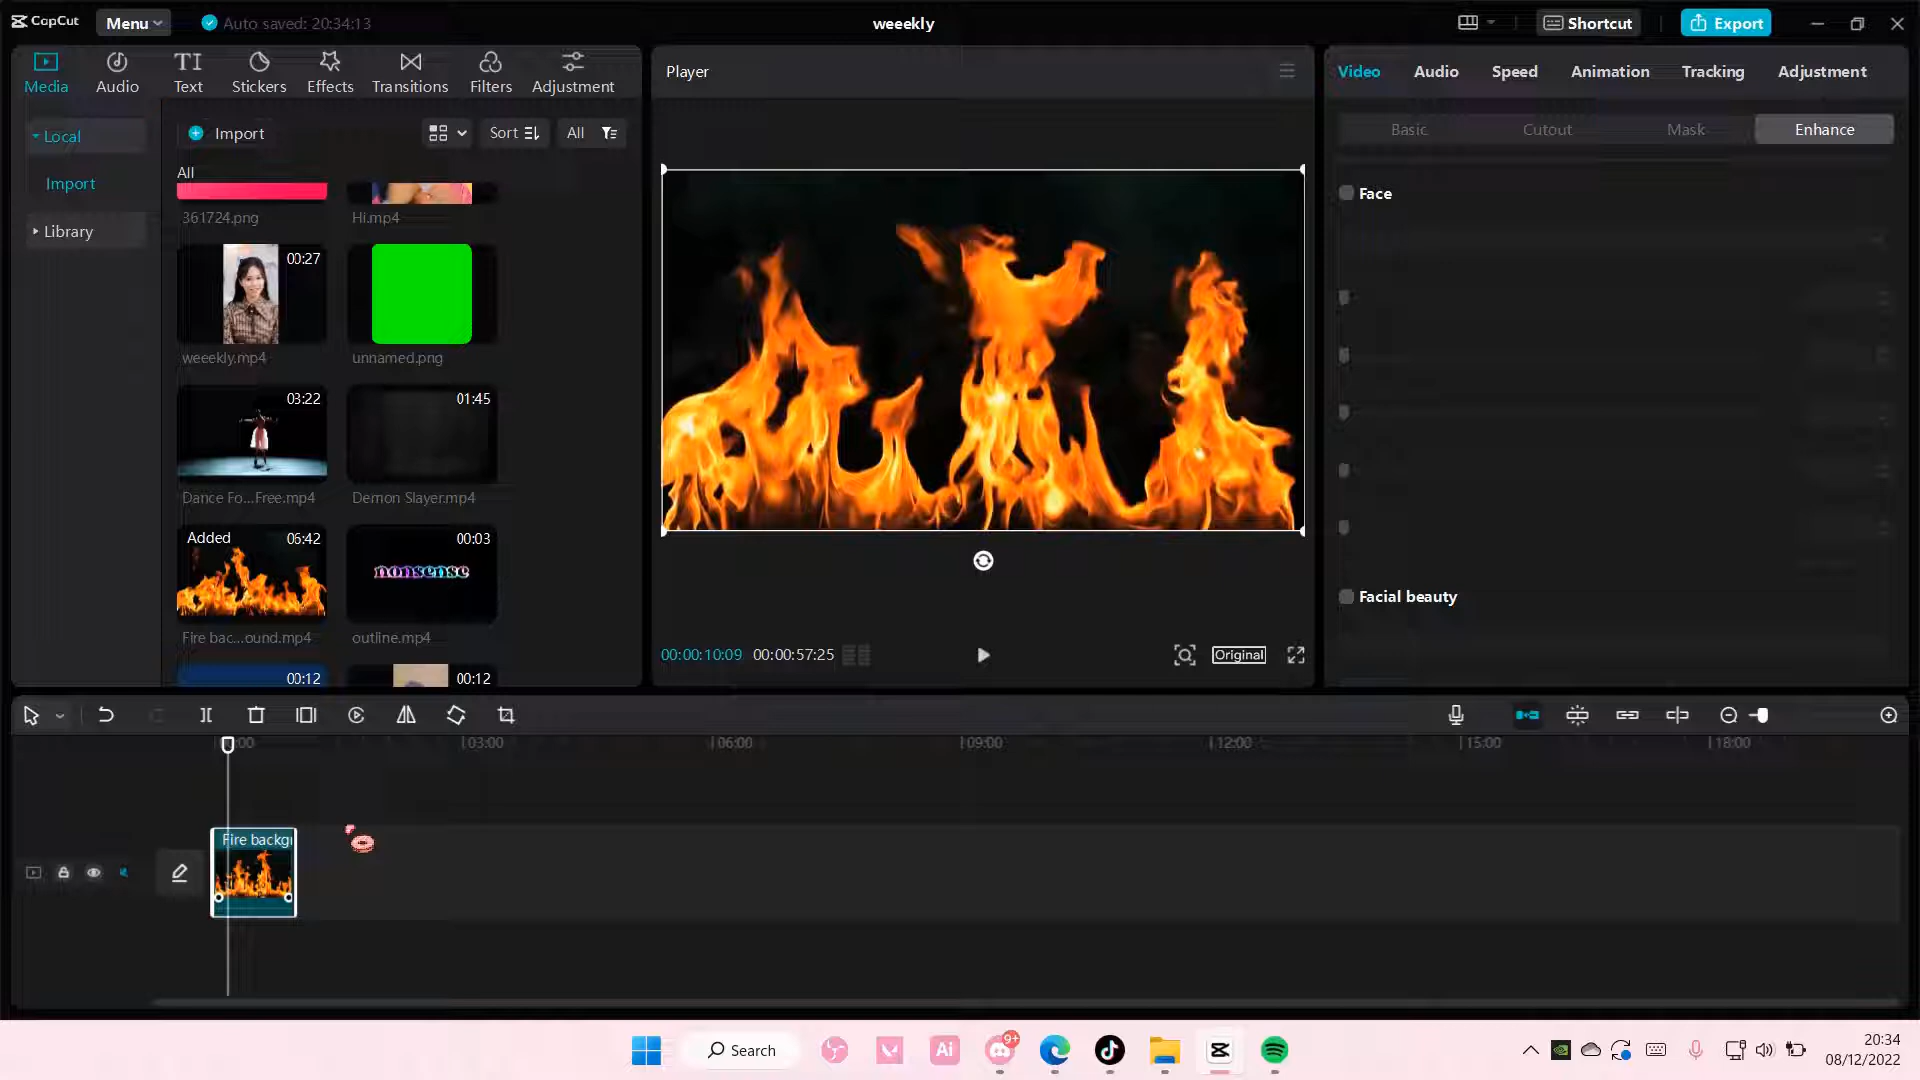 CapCut
Menu
Auto saved: 20:34:13
weeekly
Shortcut
Export
Media
Audio
Text
Stickers
Effects
Transitions
Filters
Adjustment
Local
Import
Library
Import
Sort
All
All
361724.png
Hi.mp4
00:27
weeekly.mp4
unnamed.png
03:22
01:45
Dance Fo...Free.mp4
Demon Slayer.mp4
Added
06:42
00:03
nonsense
Fire bac...ound.mp4
outline.mp4
00:12
00:12
Player
00:00:10:09
00:00:57:25
Original
Video
Audio
Speed
Animation
Tracking
Adjustment
Basic
Cutout
Mask
Enhance
Face
Facial beauty
03:00
06:00
09:00
12:00
15:00
18:00
Fire backgr
Search
Ai
9+
20:34
08/12/2022